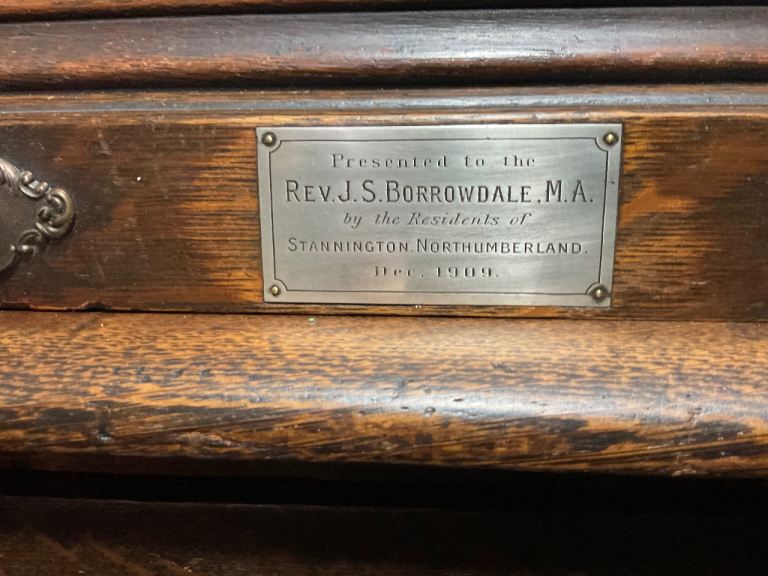 Presented to the
REV. J. S. BORROWDALE, M.A.
by the Residents of
STANNINGTON. NORTHUMBERLAND.
Dec. 1909.